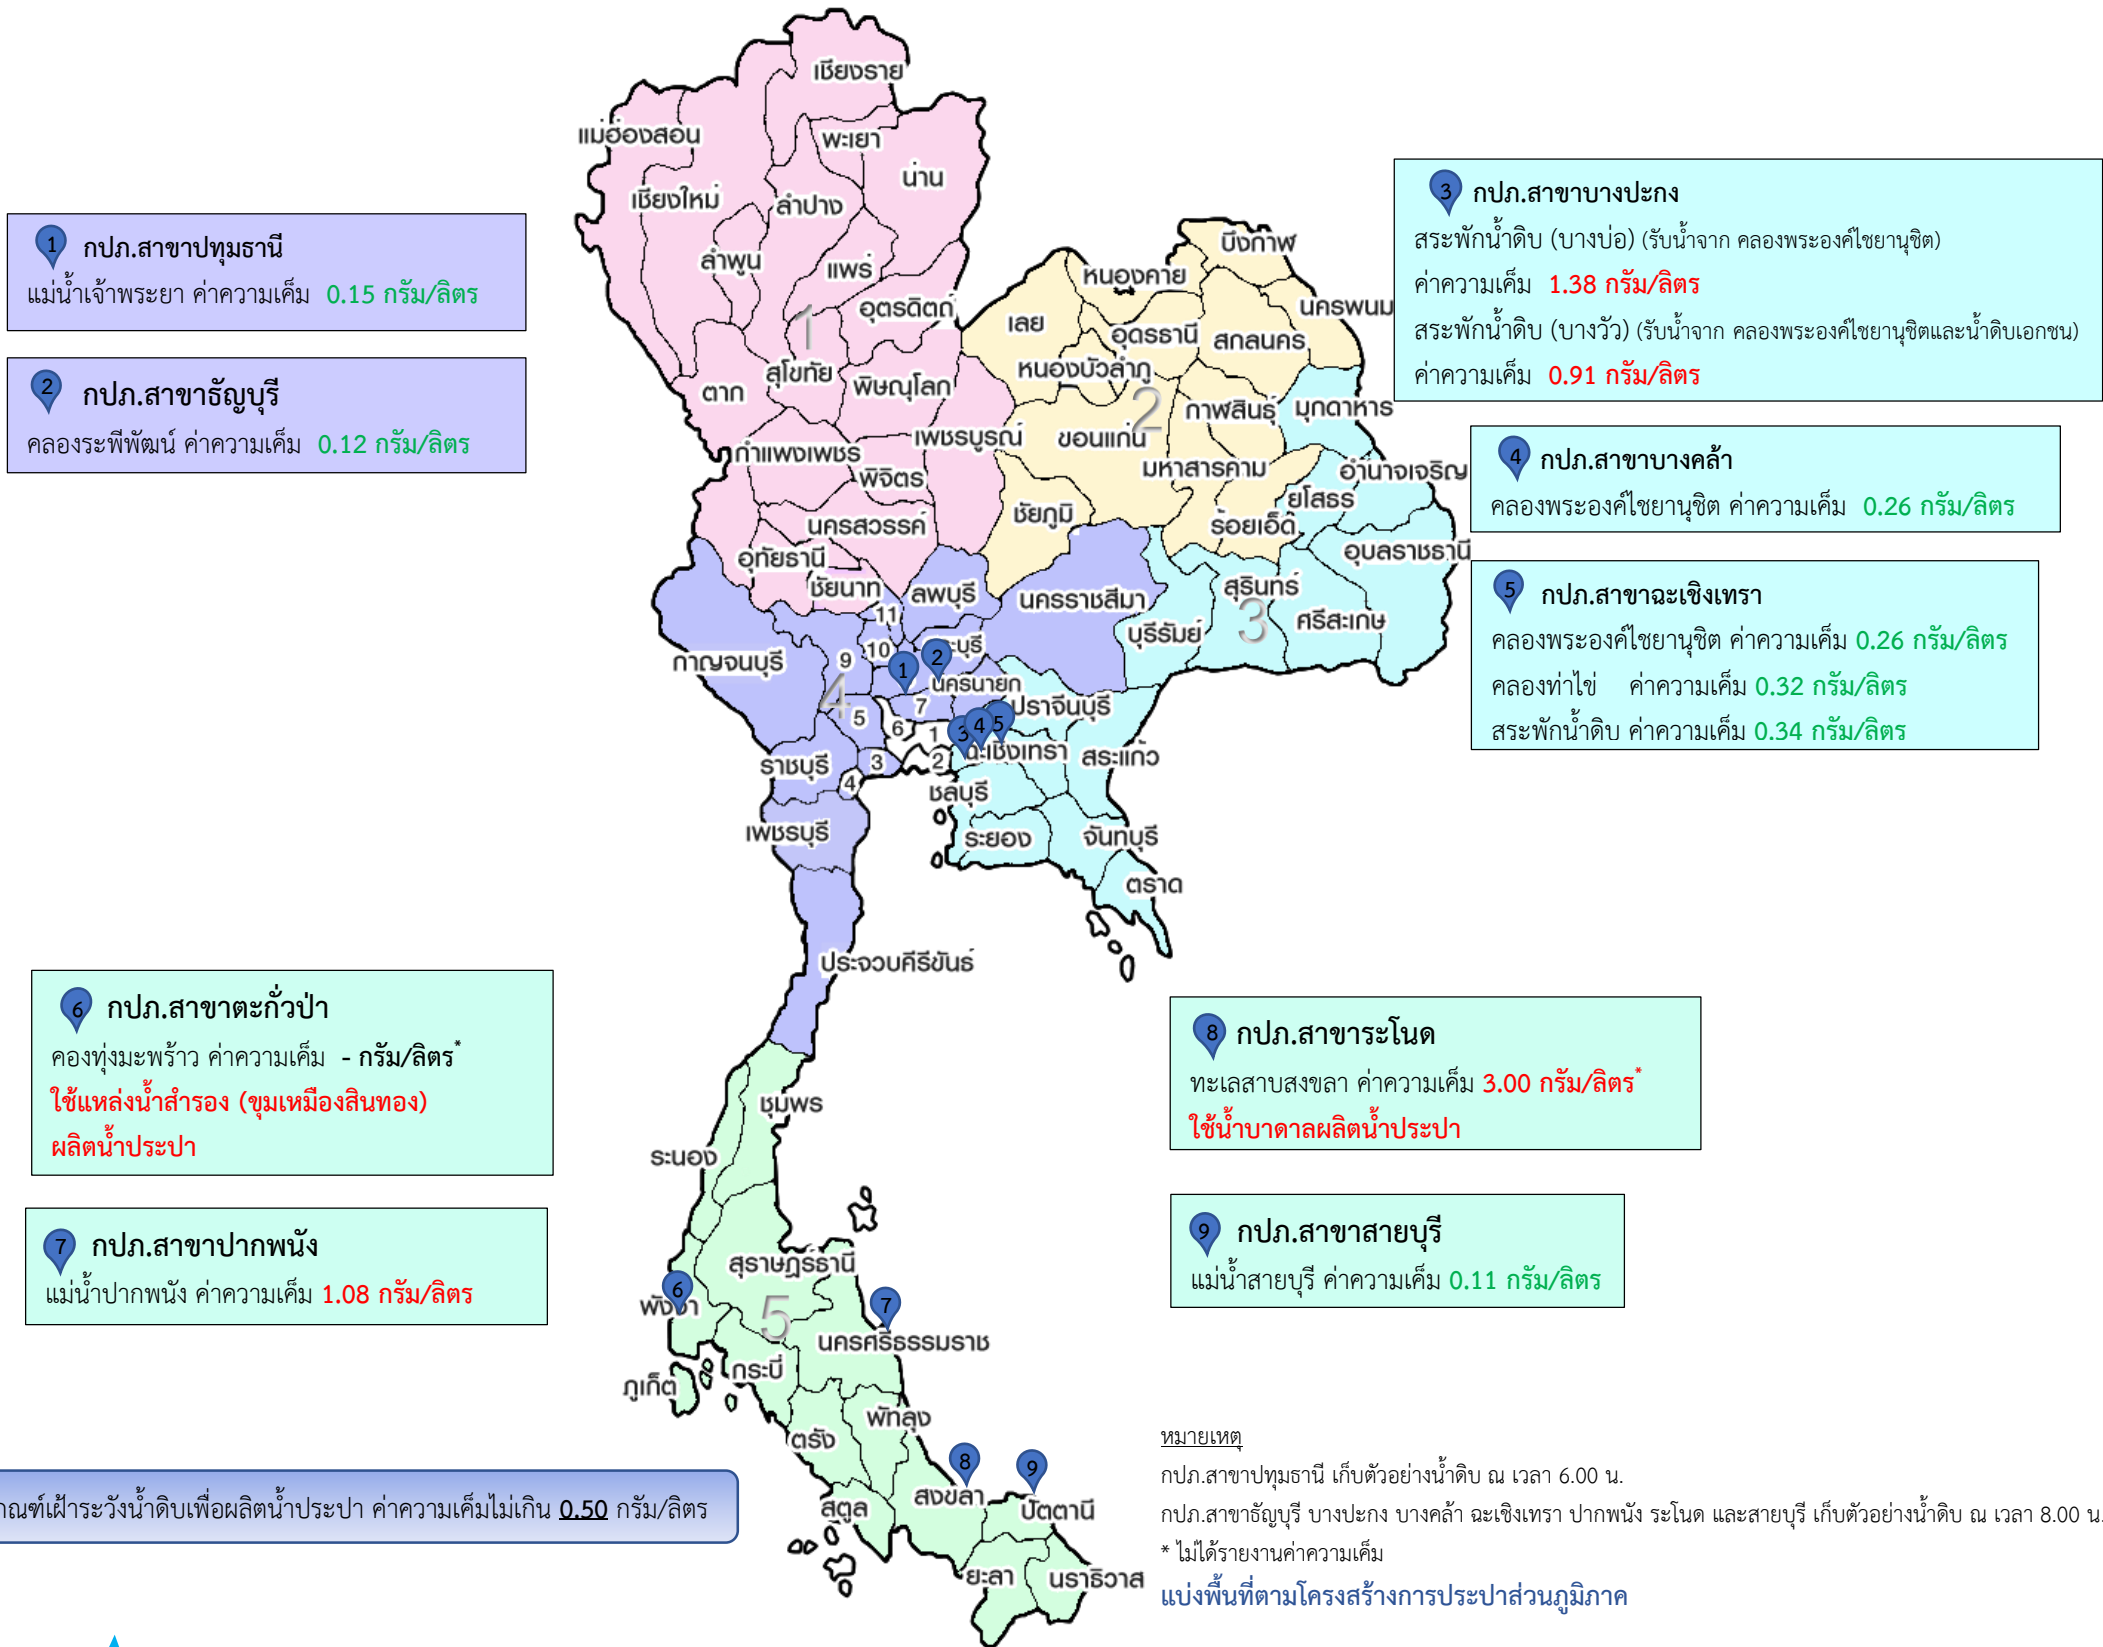 เชียงราย
แม่ฮ่องสอน
พะเยา
น่าน
เชียงใหม่
ลำปาง
ลำพูน
แพร่
อุตรดิตถ์
1
สุโขทัย
ตาก
พิษณุโลก
เพชรบูรณ์
กำแพงเพชร
พิจิตร
นครสวรรค์
อุทัยธานี
ชัยนาท
บึงกาฬ
หนองคาย
นครพนม
เลย
อุดรธานี
สกลนคร
หนองบัวลำภู
2
กาฬสินธุ์
มุกดาหาร
ขอนแก่น
มหาสารคาม
อำนาจเจริญ
ยโสธร
ชัยภูมิ
ร้อยเอ็ด
อุบลราชธานี
ลพบุรี
นครราชสีมา
สุรินทร์
3
ศรีสะเกษ
บุรีรัมย์
11
10
9
กาญจนบุรี
4
1
2
ะบุรี
นครนายก
7
5
6
1
2
3
4
ปราจีนบุรี
3
4
5
ฉะเชิงเทรา
สระแก้ว
ราชบุรี
ชลบุรี
เพชรบุรี
ระยอง
จันทบุรี
ตราด
ประจวบคีรีขันธ์
ชุมพร
ระนอง
สุราษฎร์ธานี
6
พังงา
5
7
นครศรีธรรมราช
ภูเก็ต
กระบี่
พัทลุง
ตรัง
8
9
สงขลา
ปัตตานี
สตูล
ยะลา
นราธิวาส
1 กปภ.สาขาปทุมธานี
แม่น้ำเจ้าพระยา ค่าความเค็ม 0.15 กรัม/ลิตร
2 กปภ.สาขาธัญบุรี
คลองระพีพัฒน์ ค่าความเค็ม 0.12 กรัม/ลิตร
3 กปภ.สาขาบางปะกง
สระพักน้ำดิบ (บางบ่อ) (รับน้ำจาก คลองพระองค์ไชยานุชิต)
ค่าความเค็ม 1.38 กรัม/ลิตร
สระพักน้ำดิบ (บางวัว) (รับน้ำจาก คลองพระองค์ไชยานุชิตและน้ำดิบเอกชน)
ค่าความเค็ม 0.91 กรัม/ลิตร
4 กปภ.สาขาบางคล้า
คลองพระองค์ไชยานุชิต ค่าความเค็ม 0.26 กรัม/ลิตร
5 กปภ.สาขาฉะเชิงเทรา
คลองพระองค์ไชยานุชิต ค่าความเค็ม 0.26 กรัม/ลิตร
คลองท่าไข่ ค่าความเค็ม 0.32 กรัม/ลิตร
สระพักน้ำดิบ ค่าความเค็ม 0.34 กรัม/ลิตร
6 กปภ.สาขาตะกั่วป่า
คองทุ่งมะพร้าว ค่าความเค็ม - กรัม/ลิตร*
ใช้แหล่งน้ำสำรอง (ขุมเหมืองสินทอง)
ผลิตน้ำประปา
7 กปภ.สาขาปากพนัง
แม่น้ำปากพนัง ค่าความเค็ม 1.08 กรัม/ลิตร
8 กปภ.สาขาระโนด
ทะเลสาบสงขลา ค่าความเค็ม 3.00 กรัม/ลิตร*
ใช้น้ำบาดาลผลิตน้ำประปา
9 กปภ.สาขาสายบุรี
แม่น้ำสายบุรี ค่าความเค็ม 0.11 กรัม/ลิตร
ณฑ์เฝ้าระวังน้ำดิบเพื่อผลิตน้ำประปา ค่าความเค็มไม่เกิน 0.50 กรัม/ลิตร
หมายเหตุ
กปภ.สาขาปทุมธานี เก็บตัวอย่างน้ำดิบ ณ เวลา 6.00 น.
กปภ.สาขาธัญบุรี บางปะกง บางคล้า ฉะเชิงเทรา ปากพนัง ระโนด และสายบุรี เก็บตัวอย่างน้ำดิบ ณ เวลา 8.00 น.
* ไม่ได้รายงานค่าความเค็ม
แบ่งพื้นที่ตามโครงสร้างการประปาส่วนภูมิภาค